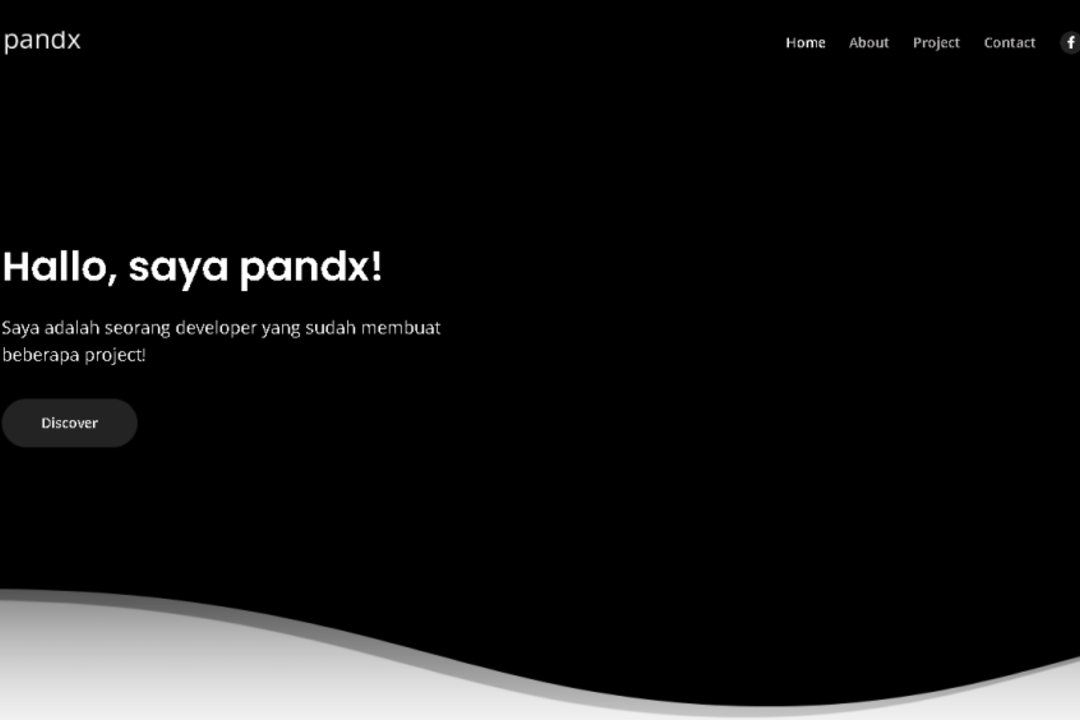 pandx
Home About Project Contact f
Hallo, saya pandx!
Saya adalah seorang developer yang sudah membuat
beberapa project!
Discover